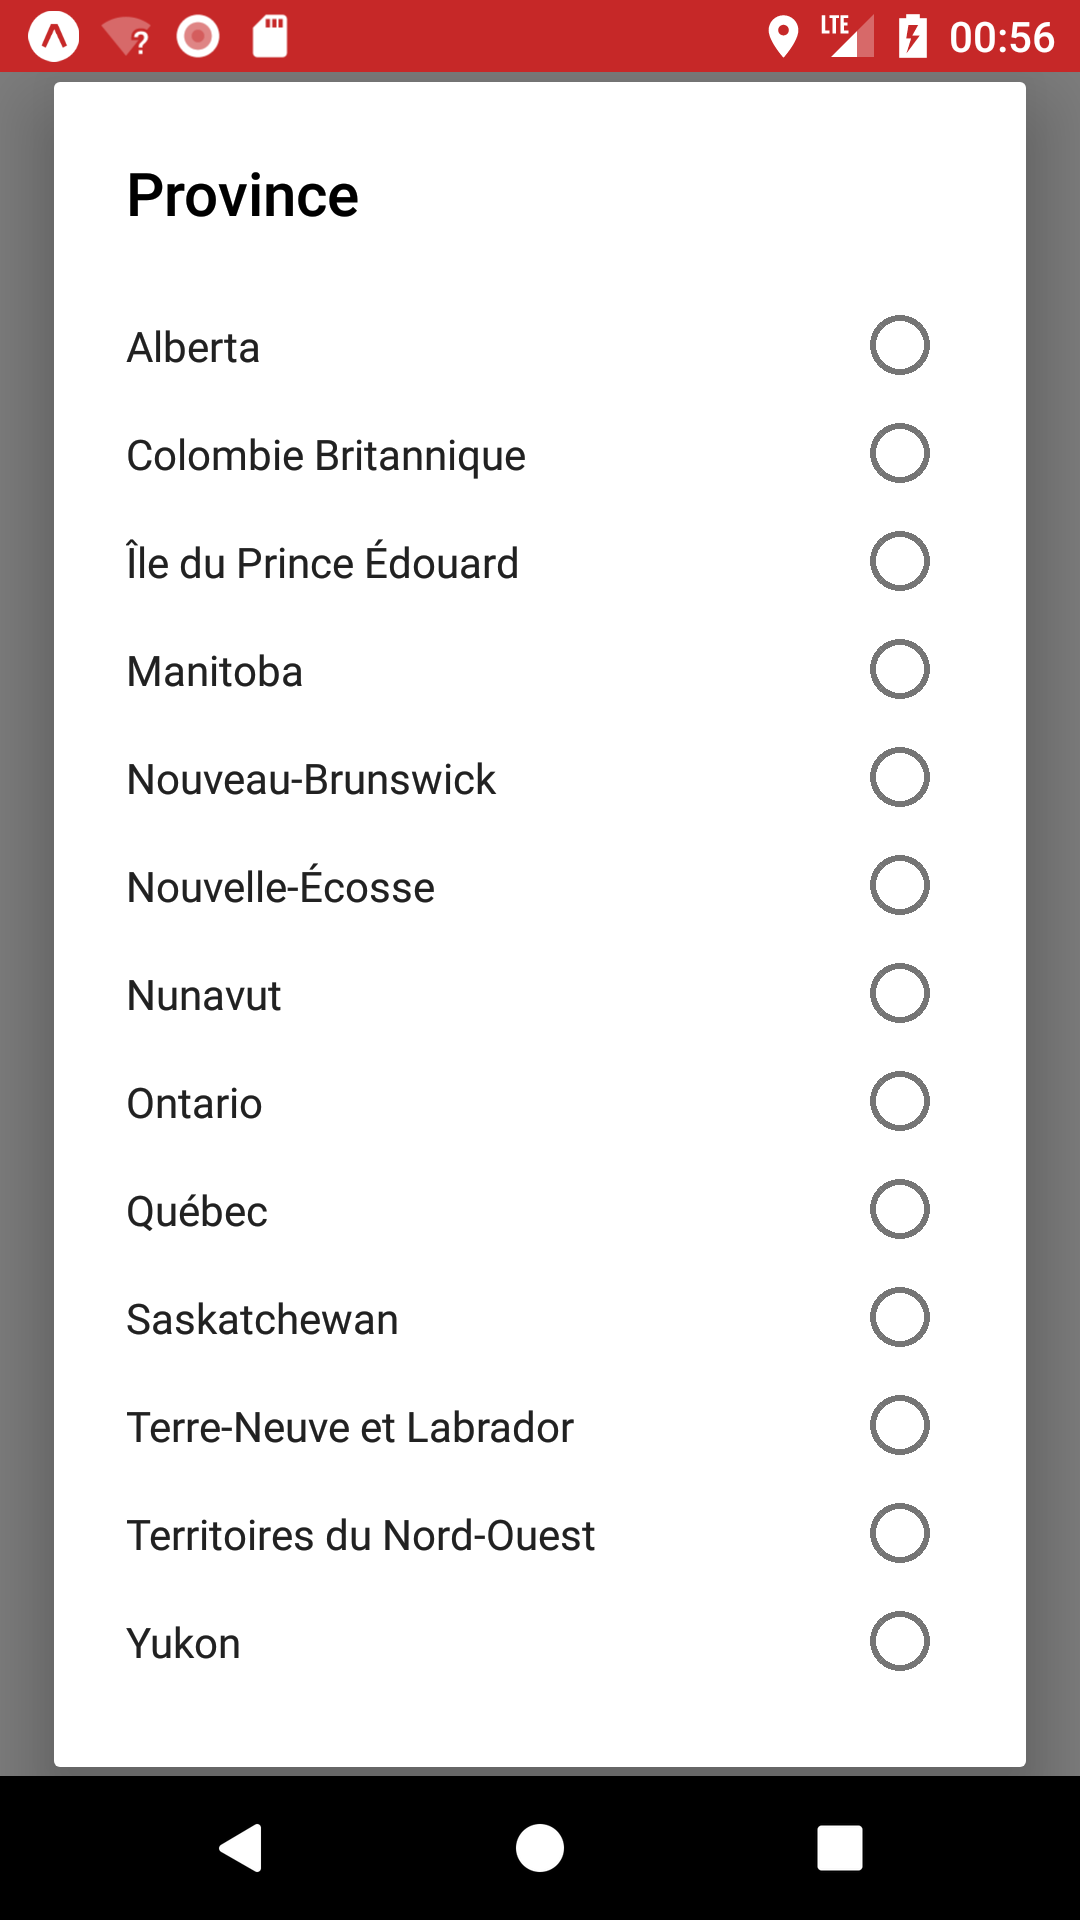 LTE 00:56
Province
Alberta
Colombie Britannique
Île du Prince Édouard
Manitoba
Nouveau-Brunswick
Nouvelle-Écosse
Nunavut
Ontario
Québec
Saskatchewan
Terre-Neuve et Labrador
Territoires du Nord-Ouest
Yukon